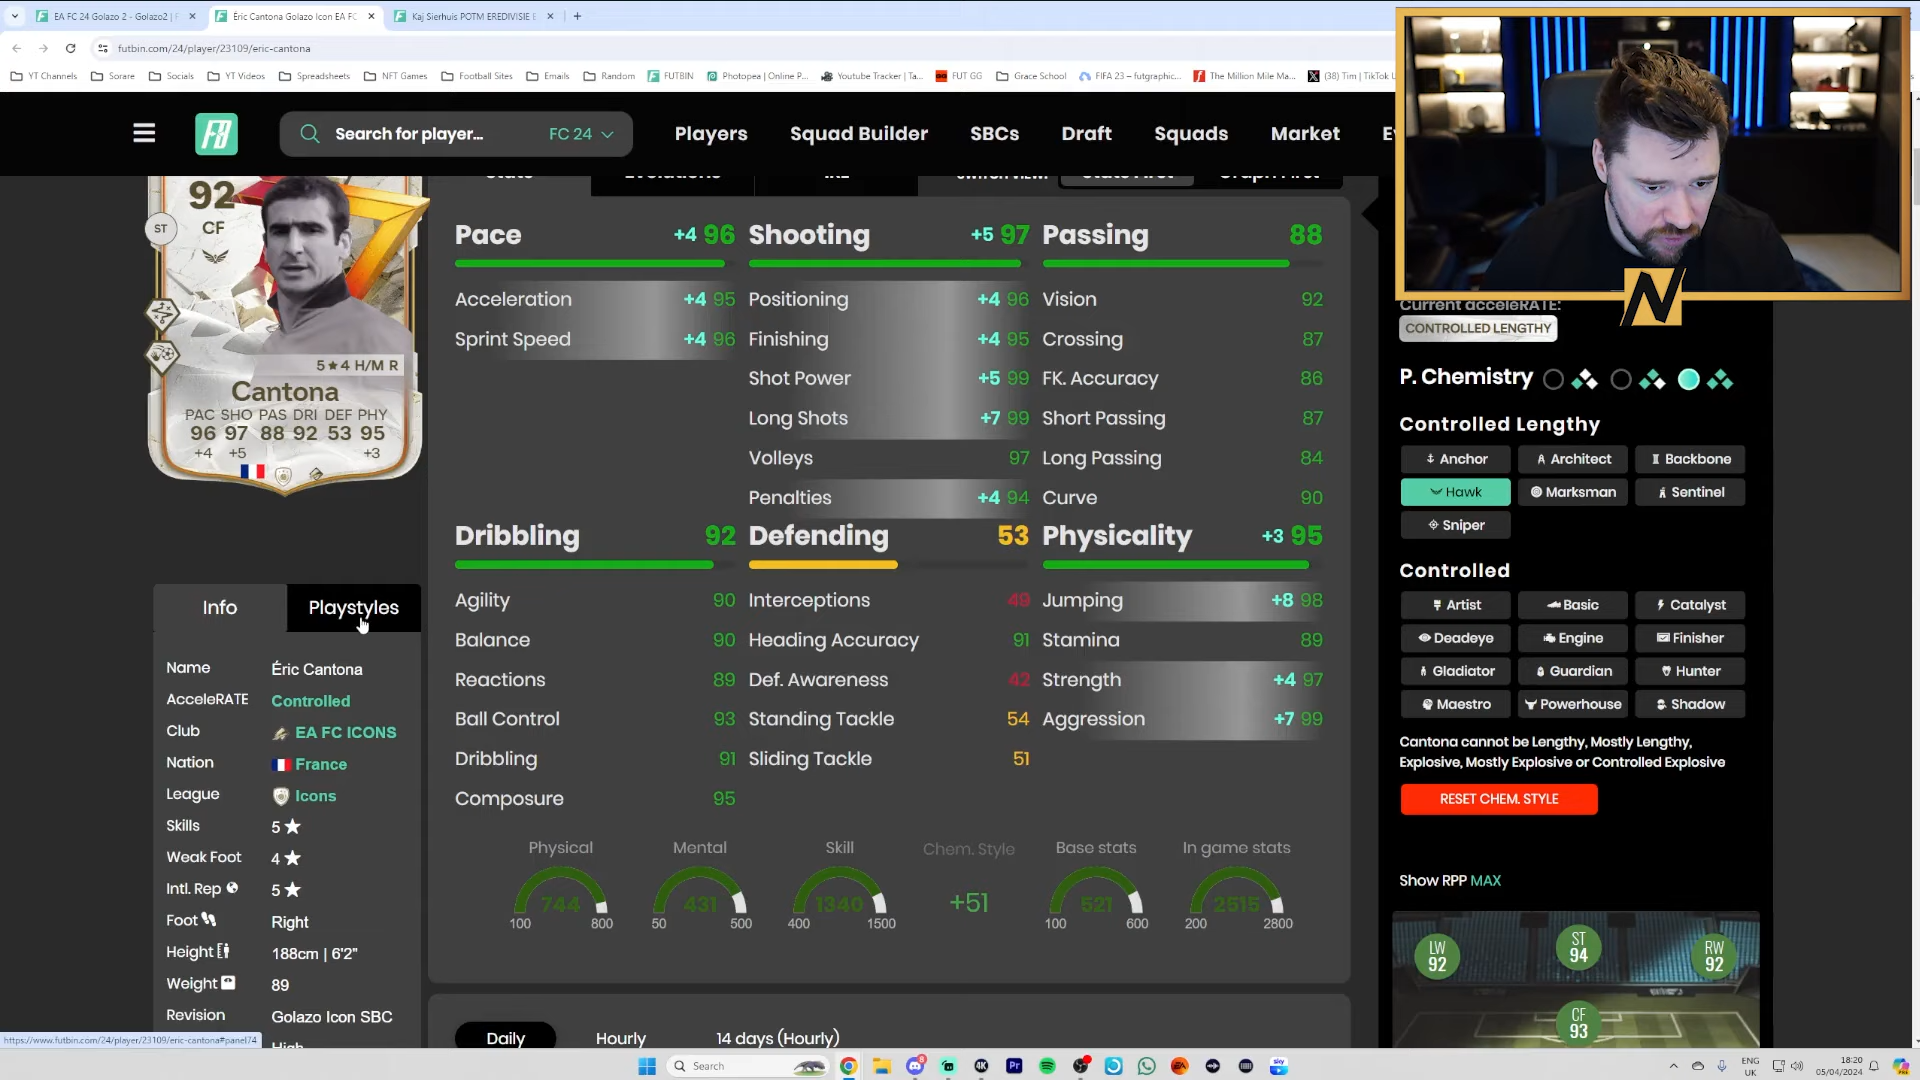 EA FC 24 Golazo 2 - Golazo2 | F
Éric Cantona Golazo Icon EA FC
Kaj Sierhuis POTM EREDIVISIE E
futbin.com/24/player/23109/eric-cantona
YT Channels
Sorare
Socials
YT Videos
Spreadsheets
NFT Games
Football Sites
Emails
Random
FUTBIN
Photopea | Online P...
Youtube Tracker | Ta...
FUT GG
Grace School
FIFA 23 – futgraphic...
The Million Mile Ma...
(38) Tim | TikTok
Search for player...
FC 24
Players
Squad Builder
SBCs
Draft
Squads
Market
92
CF
ST
5★4 H/M R
Cantona
PAC SHO PAS DRI DEF PHY
96 97 88 92 53 95
+4 +5 +3
Pace +4 96
Acceleration +4 95
Sprint Speed +4 96
Shooting +5 97
Positioning +4 96
Finishing +4 95
Shot Power +5 99
Long Shots +7 99
Volleys 97
Penalties +4 94
Passing 88
Vision 92
Crossing 87
FK. Accuracy 86
Short Passing 87
Long Passing 84
Curve 90
Dribbling 92
Agility 90
Balance 90
Reactions 89
Ball Control 93
Dribbling 91
Composure 95
Defending 53
Interceptions 49
Heading Accuracy 91
Def. Awareness 42
Standing Tackle 54
Sliding Tackle 51
Physicality +3 95
Jumping +8 98
Stamina 89
Strength +4 97
Aggression +7 99
Physical
744
100 800
Mental
431
50 500
Skill
1340
400 1500
Chem. Style
+51
Base stats
521
100 600
In game stats
2515
200 2800
Daily
Hourly
14 days (Hourly)
Info
Playstyles
Name Éric Cantona
AcceleRATE Controlled
Club EA FC ICONS
Nation France
League Icons
Skills 5 ★
Weak Foot 4 ★
Intl. Rep 5 ★
Foot Right
Height 188cm | 6'2"
Weight 89
Revision Golazo Icon SBC
N
Current acceleRATE:
CONTROLLED LENGTHY
P. Chemistry
Controlled Lengthy
Anchor
Architect
Backbone
Hawk
Marksman
Sentinel
Sniper
Controlled
Artist
Basic
Catalyst
Deadeye
Engine
Finisher
Gladiator
Guardian
Hunter
Maestro
Powerhouse
Shadow
Cantona cannot be Lengthy, Mostly Lengthy,
Explosive, Mostly Explosive or Controlled Explosive
RESET CHEM. STYLE
Show RPP MAX
LW
92
ST
94
RW
92
CF
93
https://www.futbin.com/24/player/23109/eric-cantona#panel74
Search
ENG
UK
18:20
05/04/2024